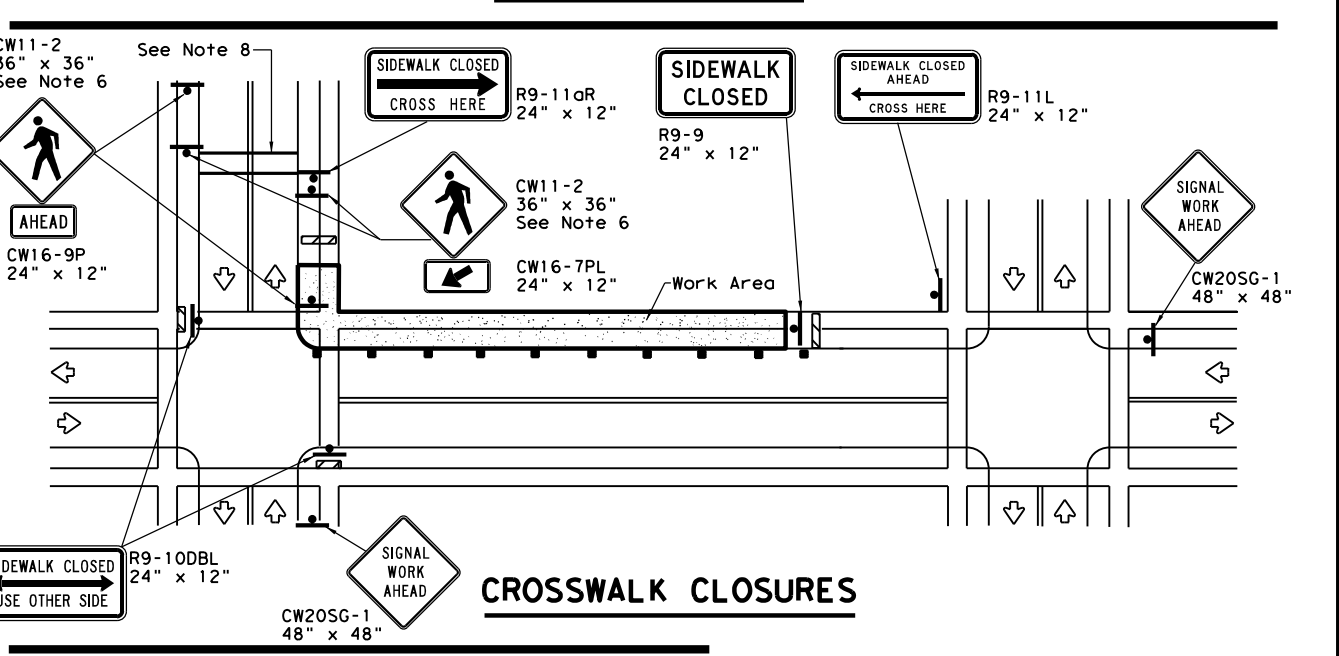 CW11-2
36" x 36"
See Note 6
AHEAD
CW16-9P
24" x 12"
See Note 8
SIDEWALK CLOSED
CROSS HERE
R9-11aR
24" x 12"
CW11-2
36" x 36"
See Note 6
CW16-7PL
24" x 12"
SIDEWALK
CLOSED
R9-9
24" x 12"
SIDEWALK CLOSED
AHEAD
CROSS HERE
R9-11L
24" x 12"
SIGNAL
WORK
AHEAD
CW20SG-1
48" x 48"
Work Area
DEWALK CLOSED
USE OTHER SIDE
R9-10DBL
24" x 12"
SIGNAL
WORK
AHEAD
CW20SG-1
48" x 48"
CROSSWALK CLOSURES